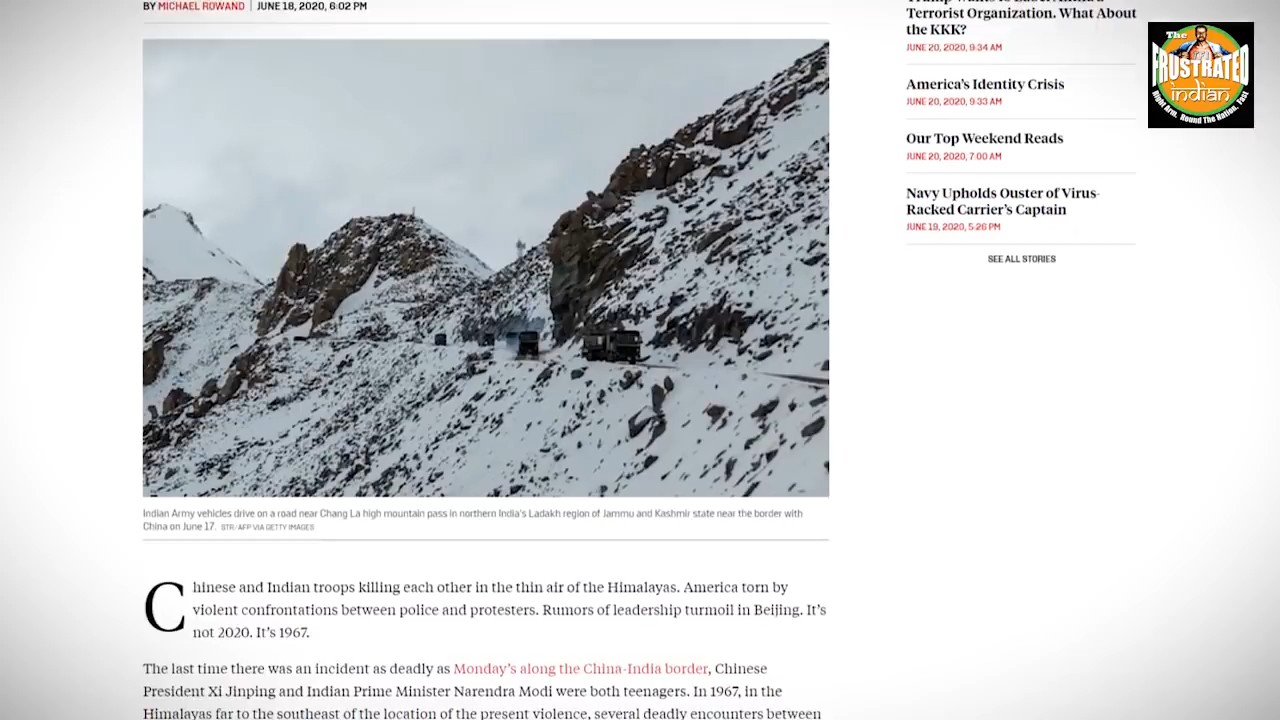 BY MICHAEL ROWAND | JUNE 18, 2020, 6:02 PM
Indian Army vehicles drive on a road near Chang La high mountain pass in northern India's Ladakh region of Jammu and Kashmir state near the border with
China on June 17. STR/AFP VIA GETTY IMAGES
Chinese and Indian troops killing each other in the thin air of the Himalayas. America torn by
violent confrontations between police and protesters. Rumors of leadership turmoil in Beijing. It's
not 2020. It's 1967.
The last time there was an incident as deadly as Monday's along the China-India border, Chinese
President Xi Jinping and Indian Prime Minister Narendra Modi were both teenagers. In 1967, in the
Himalayas far to the southeast of the location of the present violence, several deadly encounters between
Terrorist Organization. What About
the KKK?
JUNE 20, 2020, 9:34 AM
America's Identity Crisis
JUNE 20, 2020, 9:33 AM
Our Top Weekend Reads
JUNE 20, 2020, 7:00 AM
Navy Upholds Ouster of Virus-
Racked Carrier's Captain
JUNE 19, 2020, 5:26 PM
SEE ALL STORIES
The
FRUSTRATED
indian
Right Arm, Round The Nation, Fast